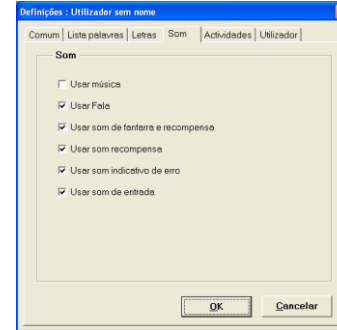 Definições : Utilizador sem nome
Comum Lista palavras Letras Som Actividades Utilizador
Som
Usar música
Usar Fala
Usar som de fanfarra e recompensa
Usar som recompensa
Usar som indicativo de erro
Usar som de entrada
OK Cancelar